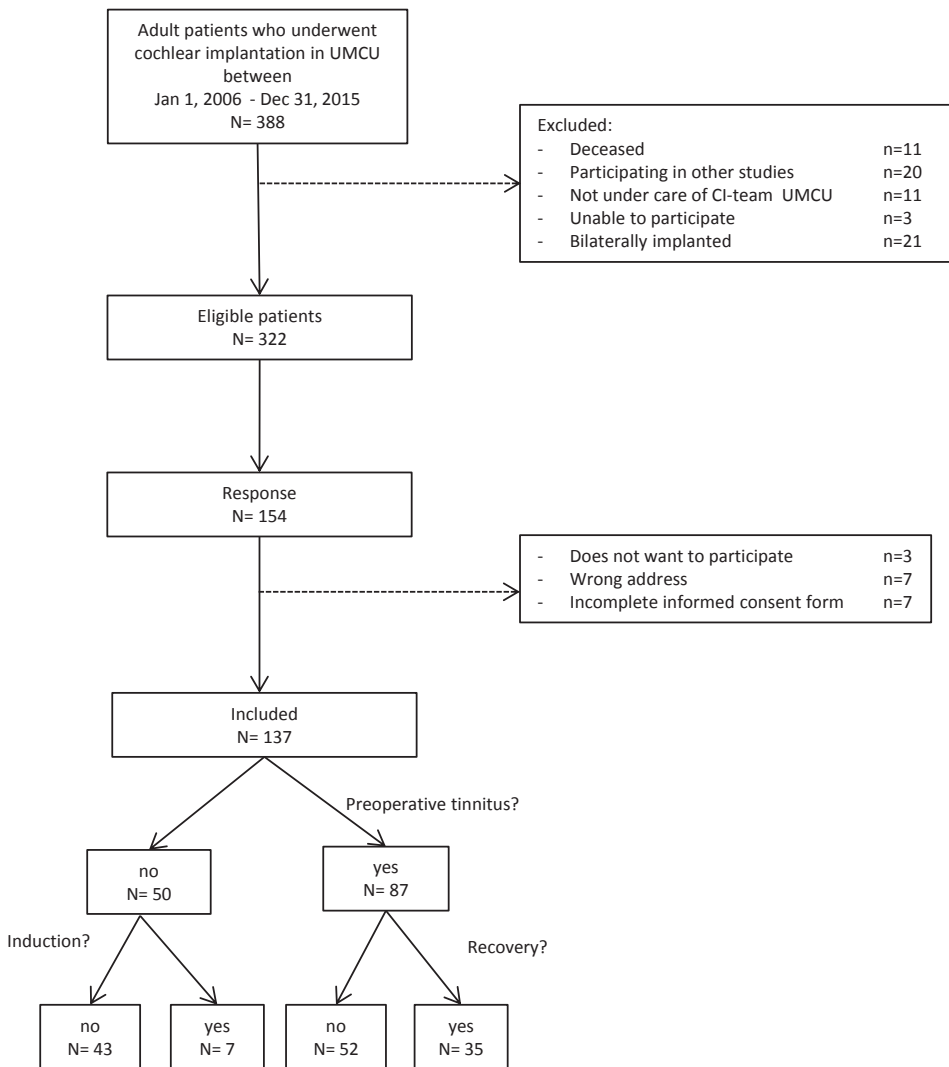 Adult patients who underwent
cochlear implantation in UMCU
between
Jan 1, 2006 - Dec 31, 2015
N= 388
Excluded:
- Deceased n=11
- Participating in other studies n=20
- Not under care of CI-team UMCU n=11
- Unable to participate n=3
- Bilaterally implanted n=21
Eligible patients
N= 322
Response
N= 154
- Does not want to participate n=3
- Wrong address n=7
- Incomplete informed consent form n=7
Included
N= 137
Preoperative tinnitus?
no
N= 50
yes
N= 87
Induction?
Recovery?
no
N= 43
yes
N= 7
no
N= 52
yes
N= 35